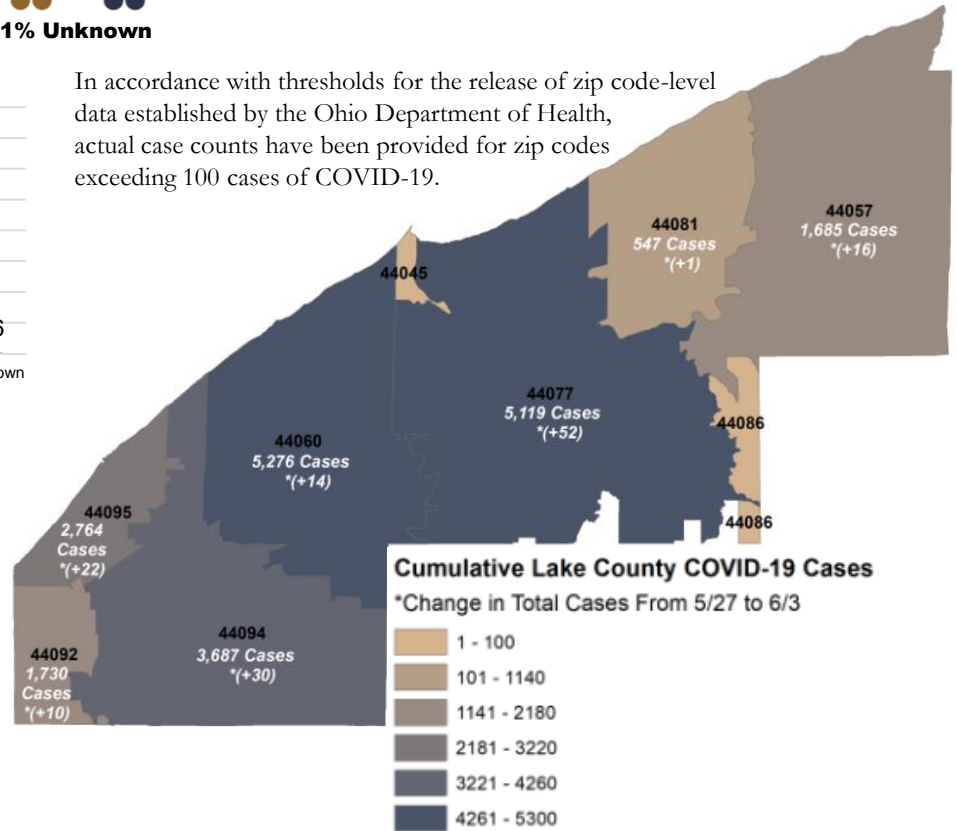 1% Unknown
In accordance with thresholds for the release of zip code-level
data established by the Ohio Department of Health,
actual case counts have been provided for zip codes
exceeding 100 cases of COVID-19.
44057
1,685 Cases
*(+16)
44081
547 Cases
*(+1)
44045
44077
5,119 Cases
*(+52)
44086
44086
44060
5,276 Cases
*(+14)
44095
2,764
Cases
*(+22)
44094
3,687 Cases
*(+30)
44092
1,730
Cases
*(+10)
Cumulative Lake County COVID-19 Cases
*Change in Total Cases From 5/27 to 6/3
1 - 100
101 - 1140
1141 - 2180
2181 - 3220
3221 - 4260
4261 - 5300